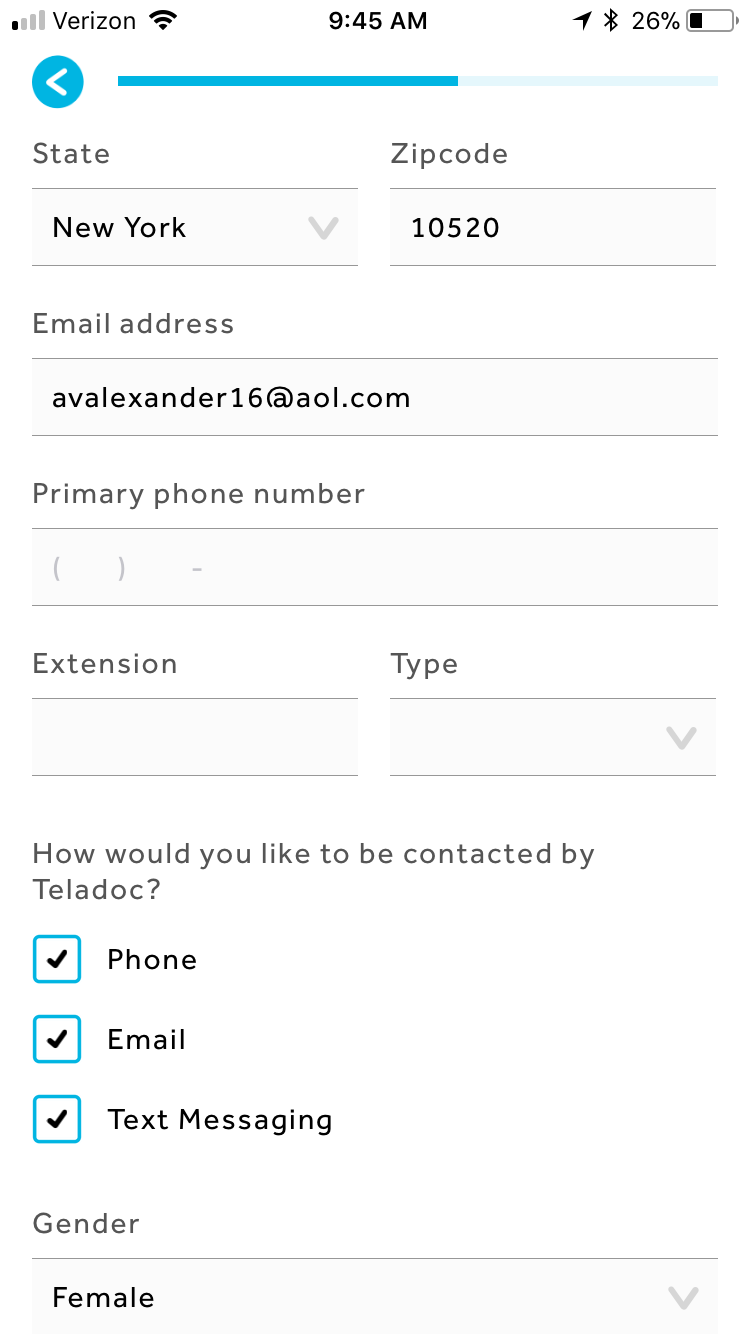 Verizon 9:45 AM 26%
State Zipcode
New York 10520
Email address
avalexander16@aol.com
Primary phone number
( ) -
Extension Type
How would you like to be contacted by
Teladoc?
Phone
Email
Text Messaging
Gender
Female